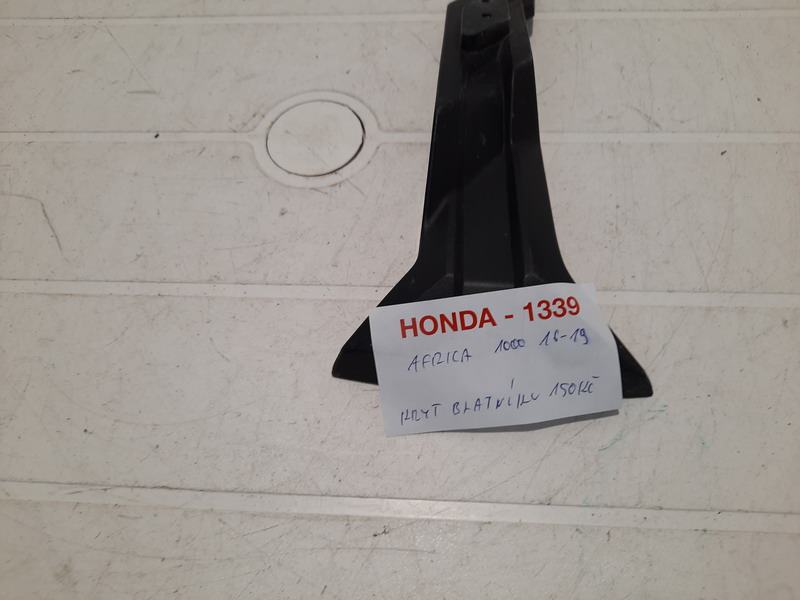 HONDA - 1339
AFRICA 1000 16-19
KRYT BLATNÍKU 150KČ